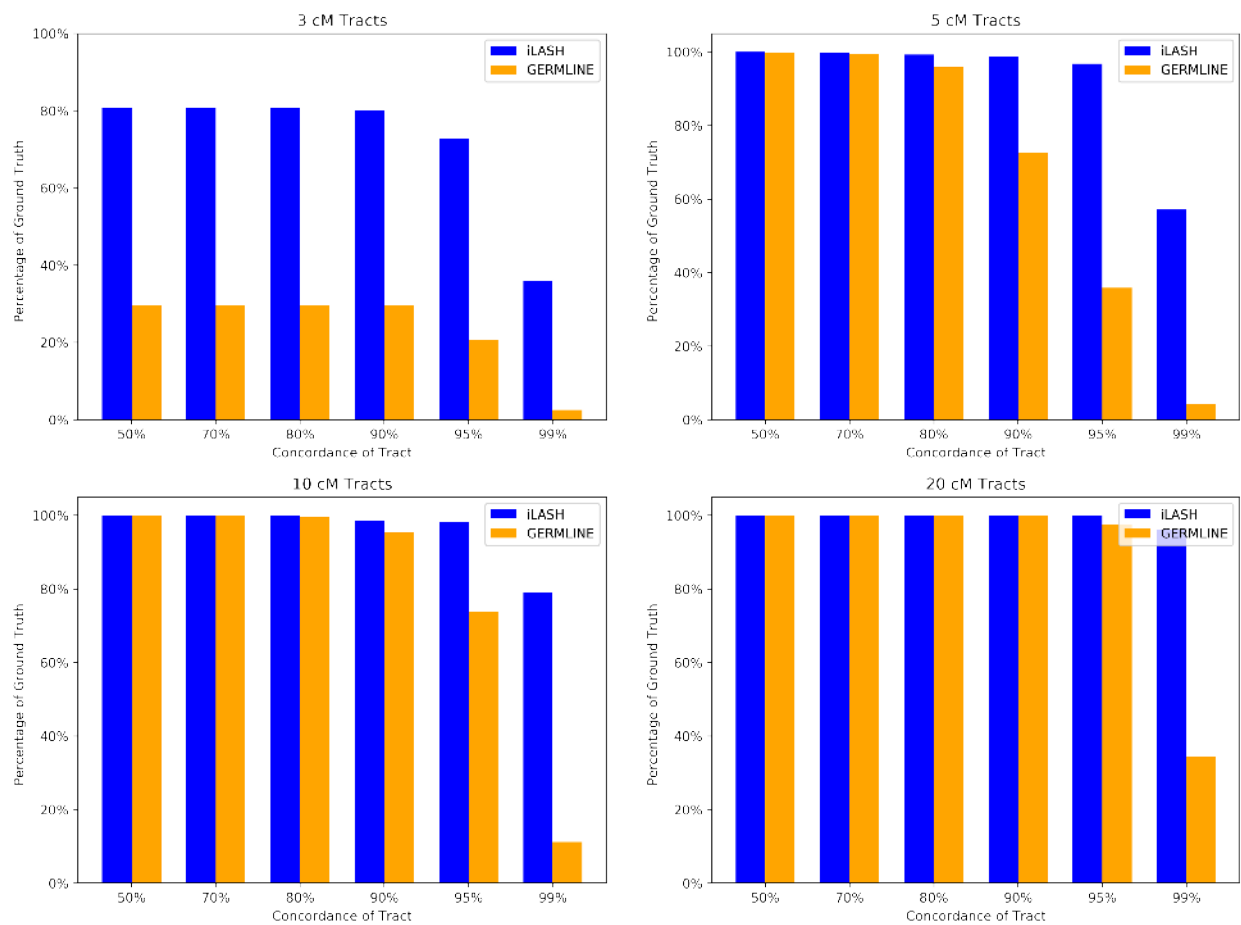 3 cM Tracts
100%
80%
60%
40%
20%
0%
Percentage of Ground Truth
iLASH
GERMLINE
50% 70% 80% 90% 95% 99%
Concordance of Tract
5 cM Tracts
100%
80%
60%
40%
20%
0%
Percentage of Ground Truth
iLASH
GERMLINE
50% 70% 80% 90% 95% 99%
Concordance of Tract
10 cM Tracts
100%
80%
60%
40%
20%
0%
Percentage of Ground Truth
iLASH
GERMLINE
50% 70% 80% 90% 95% 99%
Concordance of Tract
20 cM Tracts
100%
80%
60%
40%
20%
0%
Percentage of Ground Truth
iLASH
GERMLINE
50% 70% 80% 90% 95% 99%
Concordance of Tract